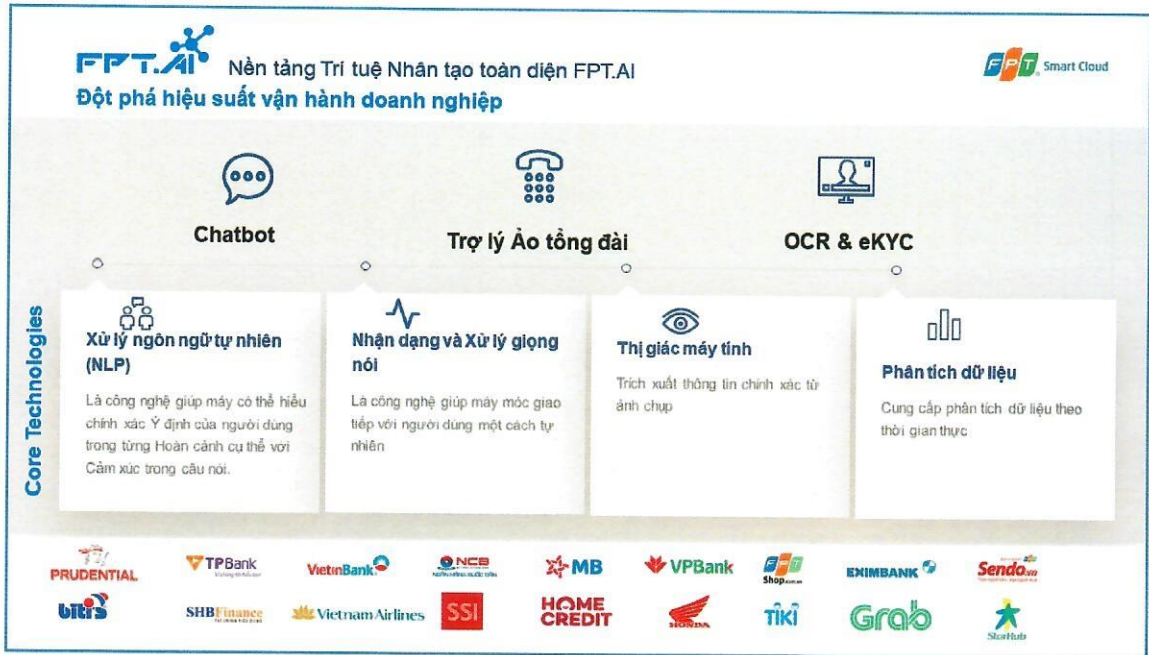 FPT.AI Nền tảng Trí tuệ Nhân tạo toàn diện FPT.AI
FPT. Smart Cloud
Đột phá hiệu suất vận hành doanh nghiệp
Chatbot
Trợ lý Ảo tổng đài
OCR & eKYC
Core Technologies
Xử lý ngôn ngữ tự nhiên
(NLP)
Là công nghệ giúp máy có thể hiểu
chính xác Ý định của người dùng
trong từng Hoàn cảnh cụ thể với
Cảm xúc trong câu nói.
Nhận dạng và Xử lý giọng
nói
Là công nghệ giúp máy móc giao
tiếp với người dùng một cách tự
nhiên
Thị giác máy tính
Trích xuất thông tin chính xác từ
ảnh chụp
Phân tích dữ liệu
Cung cấp phân tích dữ liệu theo
thời gian thực
PRUDENTIAL
TPBank
VietinBank
NCB
NGÂN HÀNG QUỐC DÂN
MB
VPBank
FPT
Shop.com.vn
EXIMBANK
Sendo.vn
biti's
SHBFinance
Vietnam Airlines
SSI
HOME
CREDIT
HONDA
TIKI
Grab
StarHub